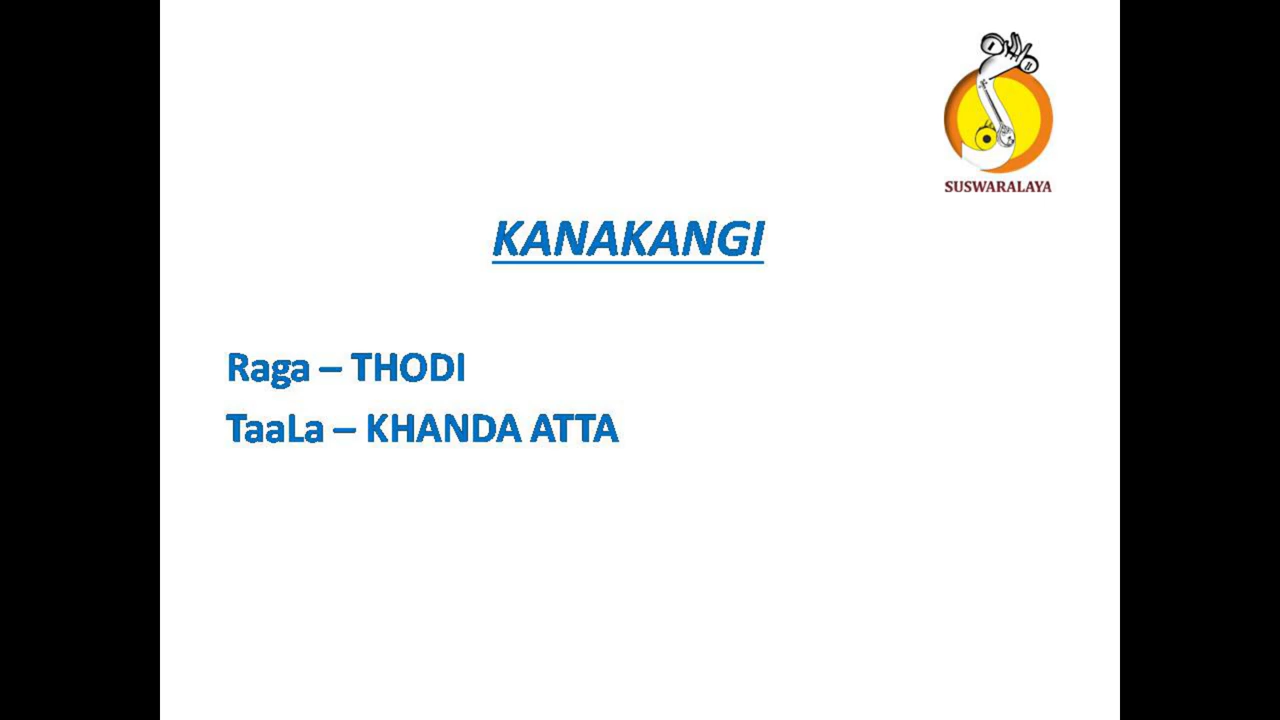 SUSWARALAYA
KANAKANGI
Raga – THODI
TaaLa – KHANDA ATTA